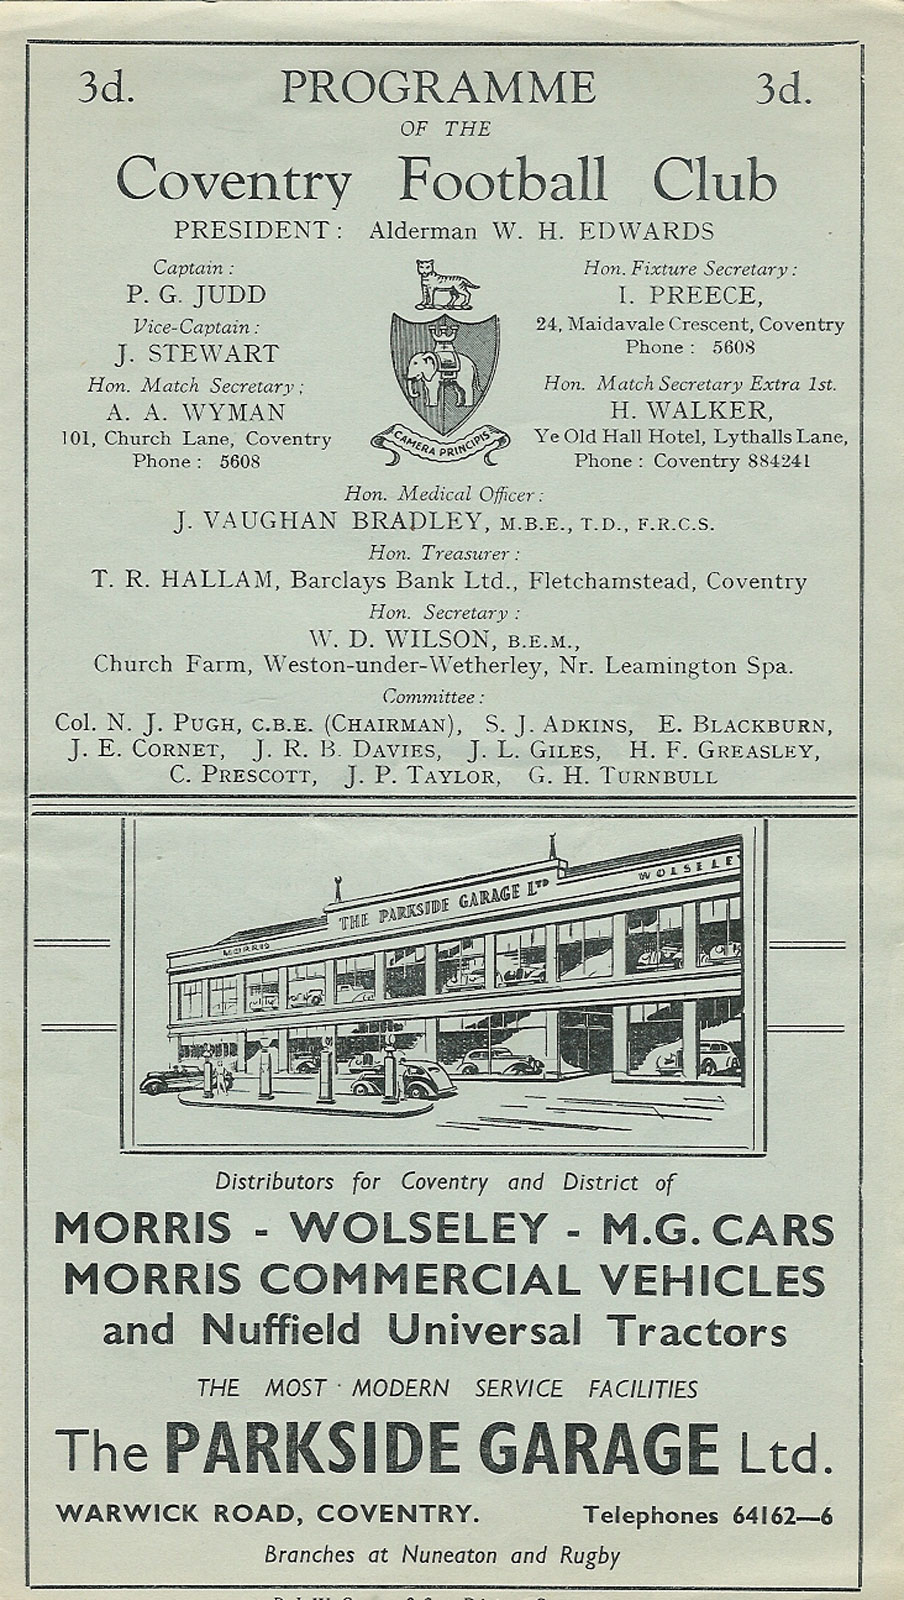 3d. PROGRAMME 3d.
OF THE
Coventry Football Club
PRESIDENT: Alderman W. H. EDWARDS
Captain:
P. G. JUDD
Vice-Captain:
J. STEWART
Hon. Match Secretary;
A. A. WYMAN
101, Church Lane, Coventry
Phone: 5608
CAMERA PRINCIPIS
Hon. Fixture Secretary:
I. PREECE,
24, Maidavale Crescent, Coventry
Phone: 5608
Hon. Match Secretary Extra 1st.
H. WALKER,
Ye Old Hall Hotel, Lythalls Lane,
Phone: Coventry 884241
Hon. Medical Officer:
J. VAUGHAN BRADLEY, M.B.E., T.D., F.R.C.S.
Hon. Treasurer:
T. R. HALLAM, Barclays Bank Ltd., Fletchamstead, Coventry
Hon. Secretary:
W. D. WILSON, B.E.M.,
Church Farm, Weston-under-Wetherley, Nr. Leamington Spa.
Committee:
Col. N. J. PUGH, C.B.E. (CHAIRMAN), S. J. ADKINS, E. BLACKBURN,
J. E. CORNET, J. R. B. DAVIES, J. L. GILES, H. F. GREASLEY,
C. PRESCOTT, J. P. TAYLOR, G. H. TURNBULL
MORRIS THE PARKSIDE GARAGE LTD WOLSELEY
Distributors for Coventry and District of
MORRIS - WOLSELEY - M.G. CARS
MORRIS COMMERCIAL VEHICLES
and Nuffield Universal Tractors
THE MOST MODERN SERVICE FACILITIES
The PARKSIDE GARAGE Ltd.
WARWICK ROAD, COVENTRY. Telephones 64162—6
Branches at Nuneaton and Rugby